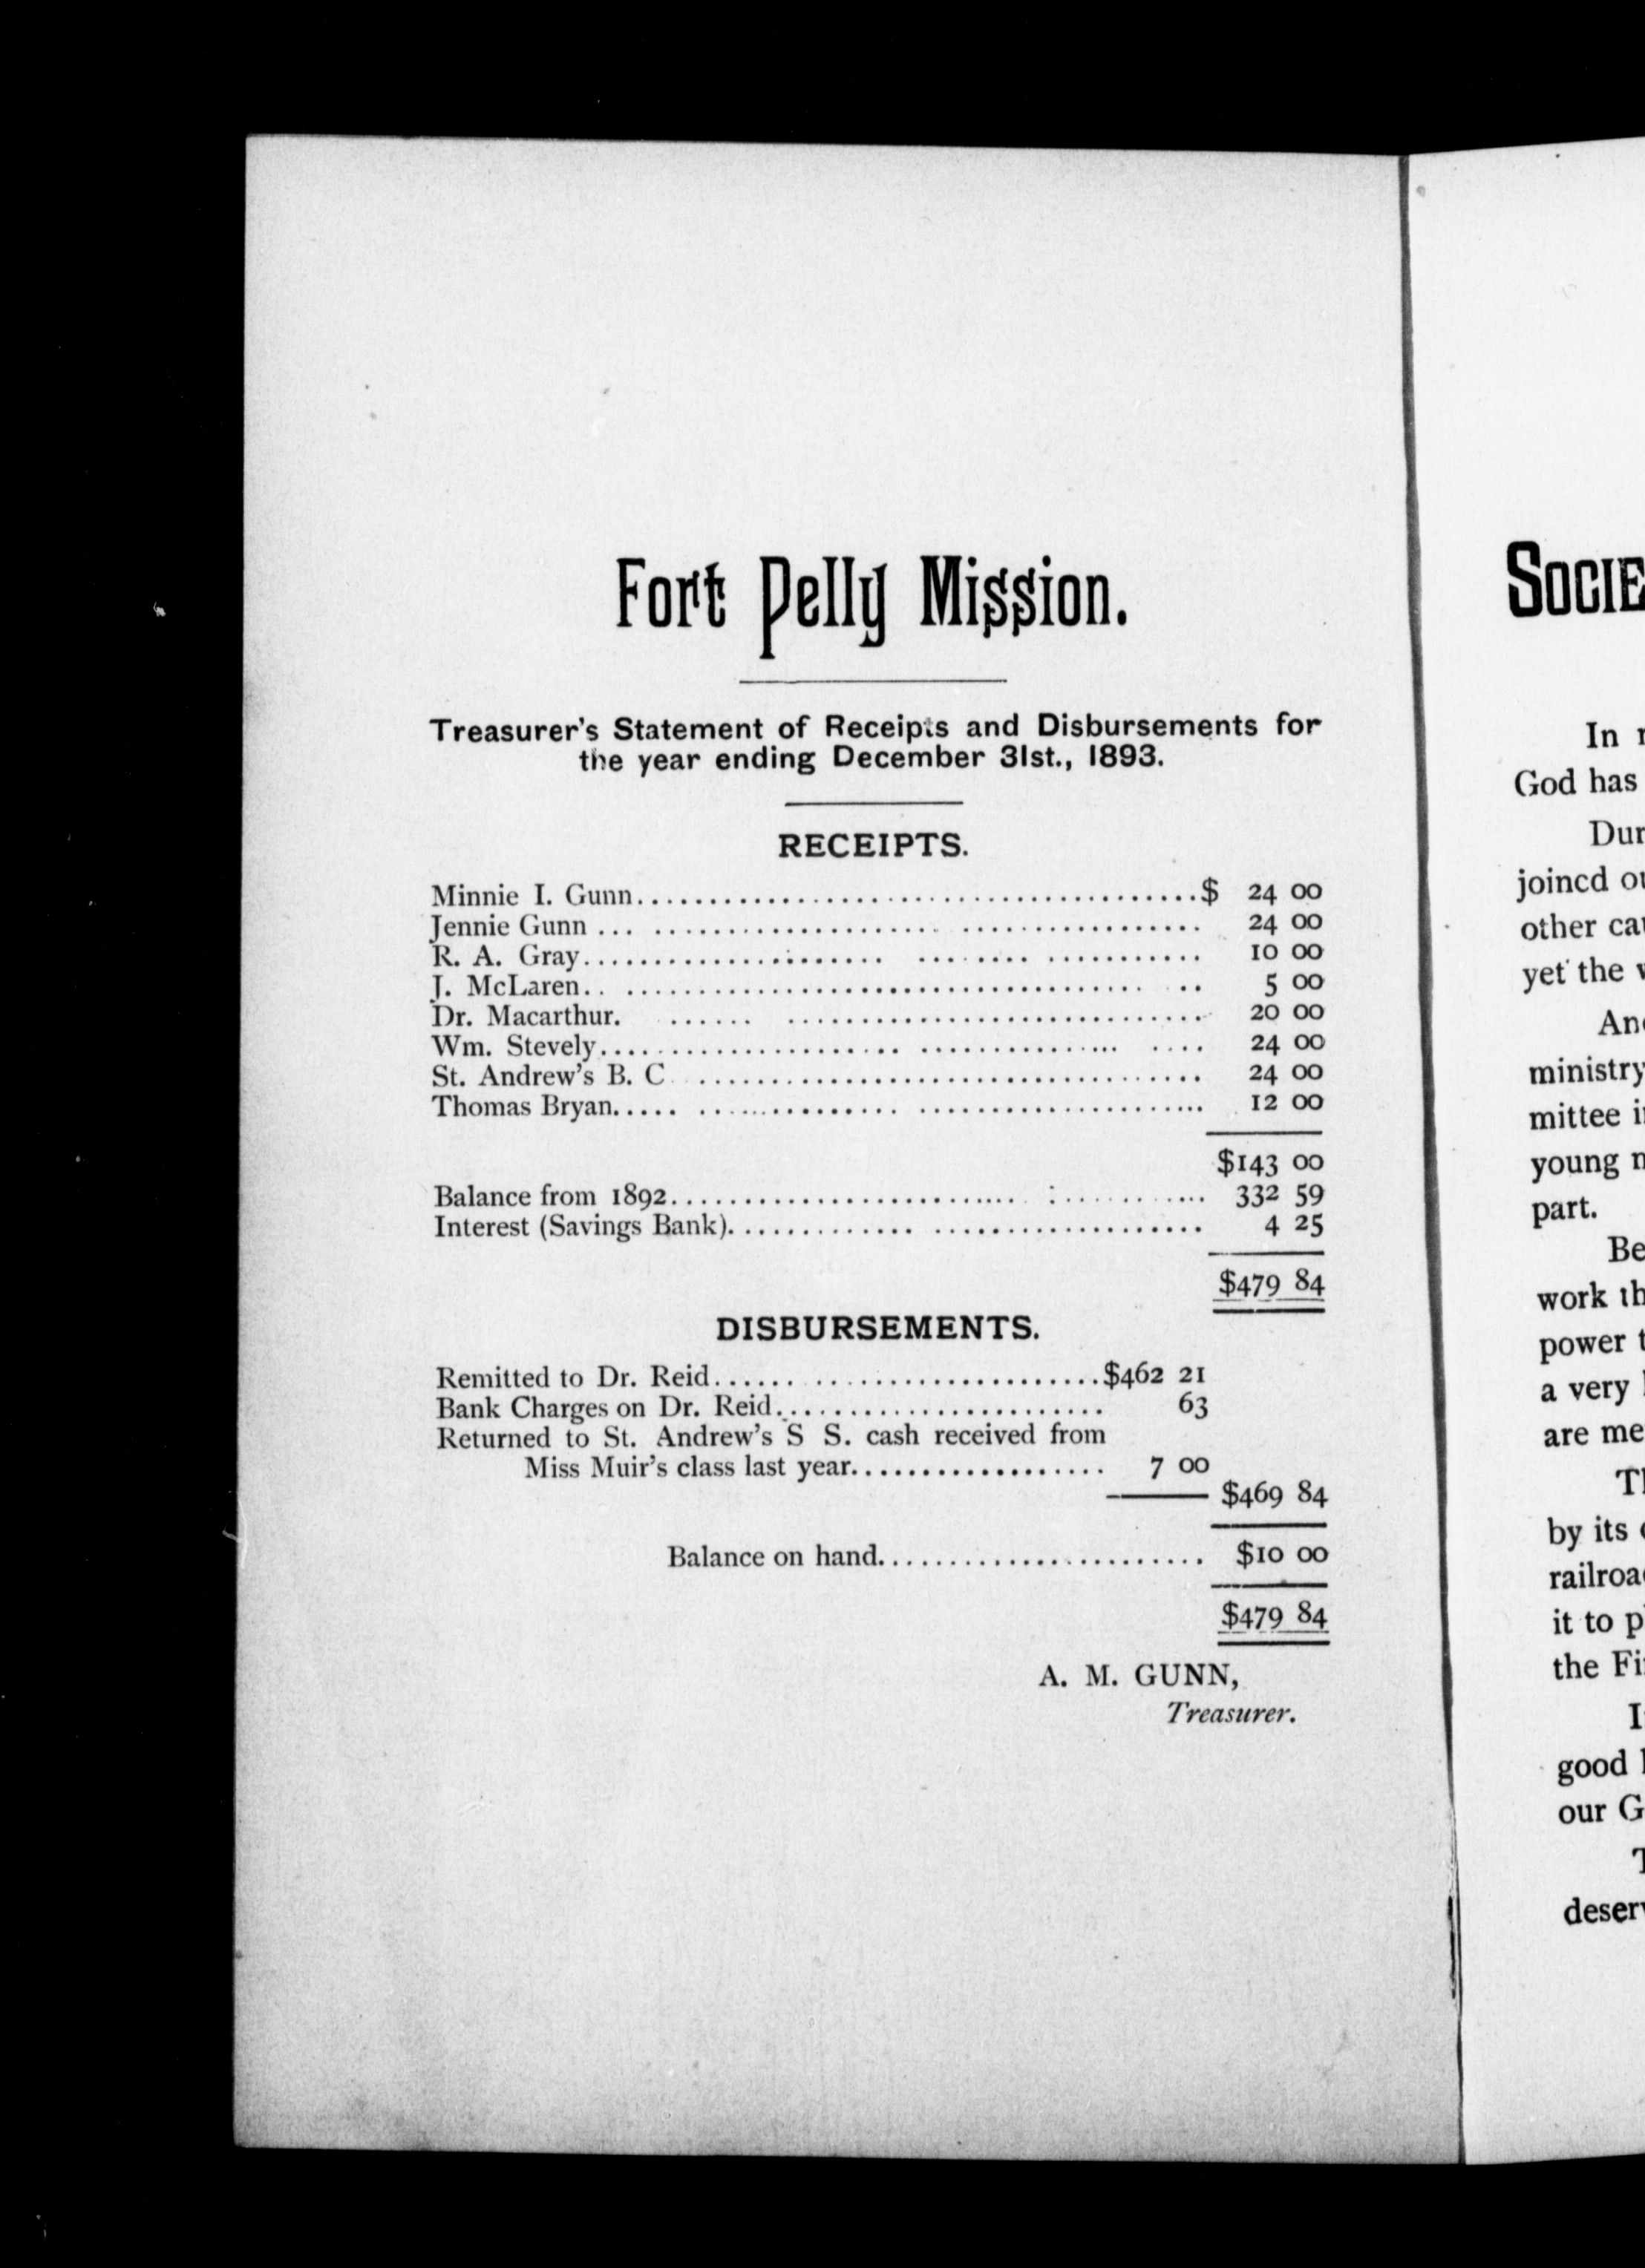 Fort Pelly Mission.
Treasurer's Statement of Receipts and Disbursements for
the year ending December 31st., 1893.
RECEIPTS.
Minnie I. Gunn........................................$ 24 00
Jennie Gunn ... ........................................ 24 00
R. A. Gray........................................ 10 00
J. McLaren.. ........................................ 5 00
Dr. Macarthur. ...... ............................. 20 00
Wm. Stevely........................................ 24 00
St. Andrew's B. C .................................... 24 00
Thomas Bryan..... .................................. 12 00
$143 00
Balance from 1892................................... 332 59
Interest (Savings Bank)................................. 4 25
$479 84
DISBURSEMENTS.
Remitted to Dr. Reid...........................$462 21
Bank Charges on Dr. Reid....................... 63
Returned to St. Andrew's S S. cash received from
Miss Muir's class last year.................. 7 00
$469 84
Balance on hand....................... $10 00
$479 84
A. M. GUNN,
Treasurer.
SOCIE
In
God has
Dur
joined
other
yet the
An
ministry
mittee
young
part.
Be
work th
power
a very
are me
Th
by its
railroa
it to p
the Fi
I
good
our G
T
deser